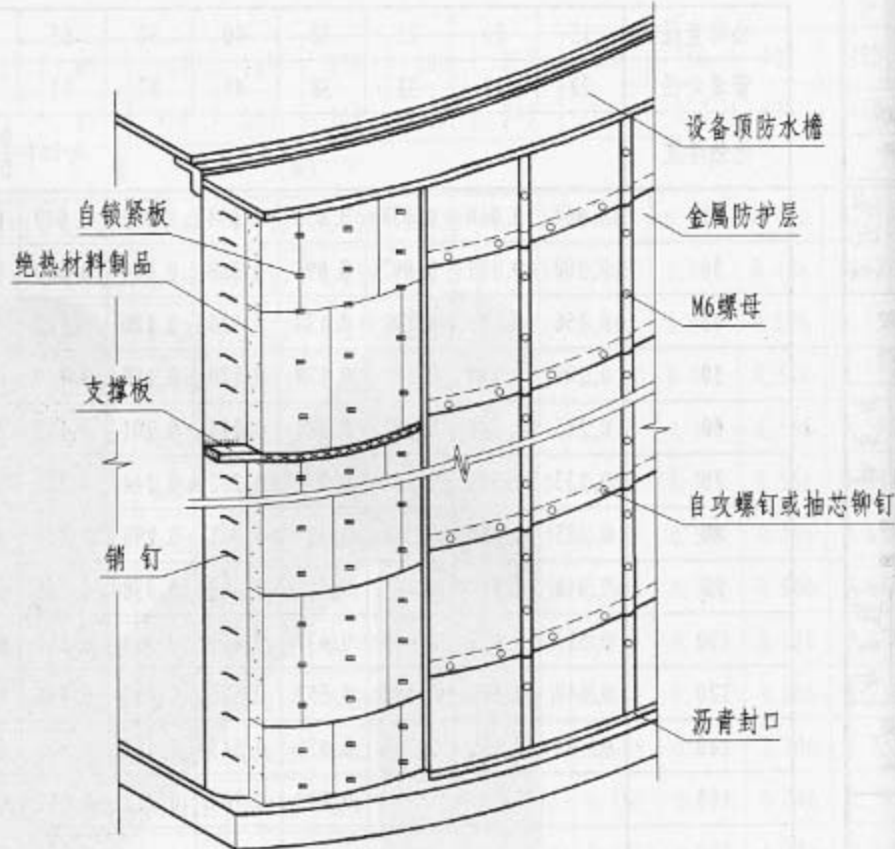 设备顶防水檐
自锁紧板
金属防护层
绝热材料制品
M6螺母
支撑板
自攻螺钉或抽芯铆钉
销 钉
沥青封口